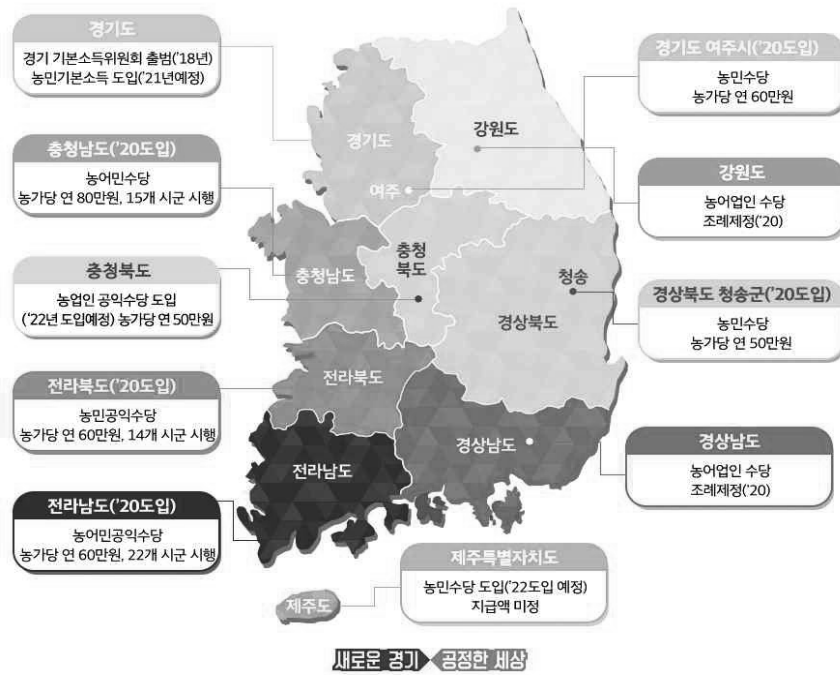 경기도
경기 기본소득위원회 출범('18년)
농민기본소득 도입('21년예정)
경기도 여주시('20도입)
농민수당
농가당 연 60만원
충청남도('20도입)
농어민수당
농가당 연 80만원, 15개 시군 시행
강원도
농어업인 수당
조례제정('20)
충청북도
농업인 공익수당 도입
('22년 도입예정) 농가당 연 50만원
경상북도 청송군('20도입)
농민수당
농가당 연 50만원
전라북도('20도입)
농민공익수당
농가당 연 60만원, 14개 시군 시행
경상남도
농어업인 수당
조례제정('20)
전라남도('20도입)
농어민공익수당
농가당 연 60만원, 22개 시군 시행
제주특별자치도
농민수당 도입('22도입 예정)
지급액 미정
경기도
강원도
여주
충청
북도
충청남도
청송
경상북도
전라북도
경상남도
전라남도
제주도
새로운 경기 공정한 세상